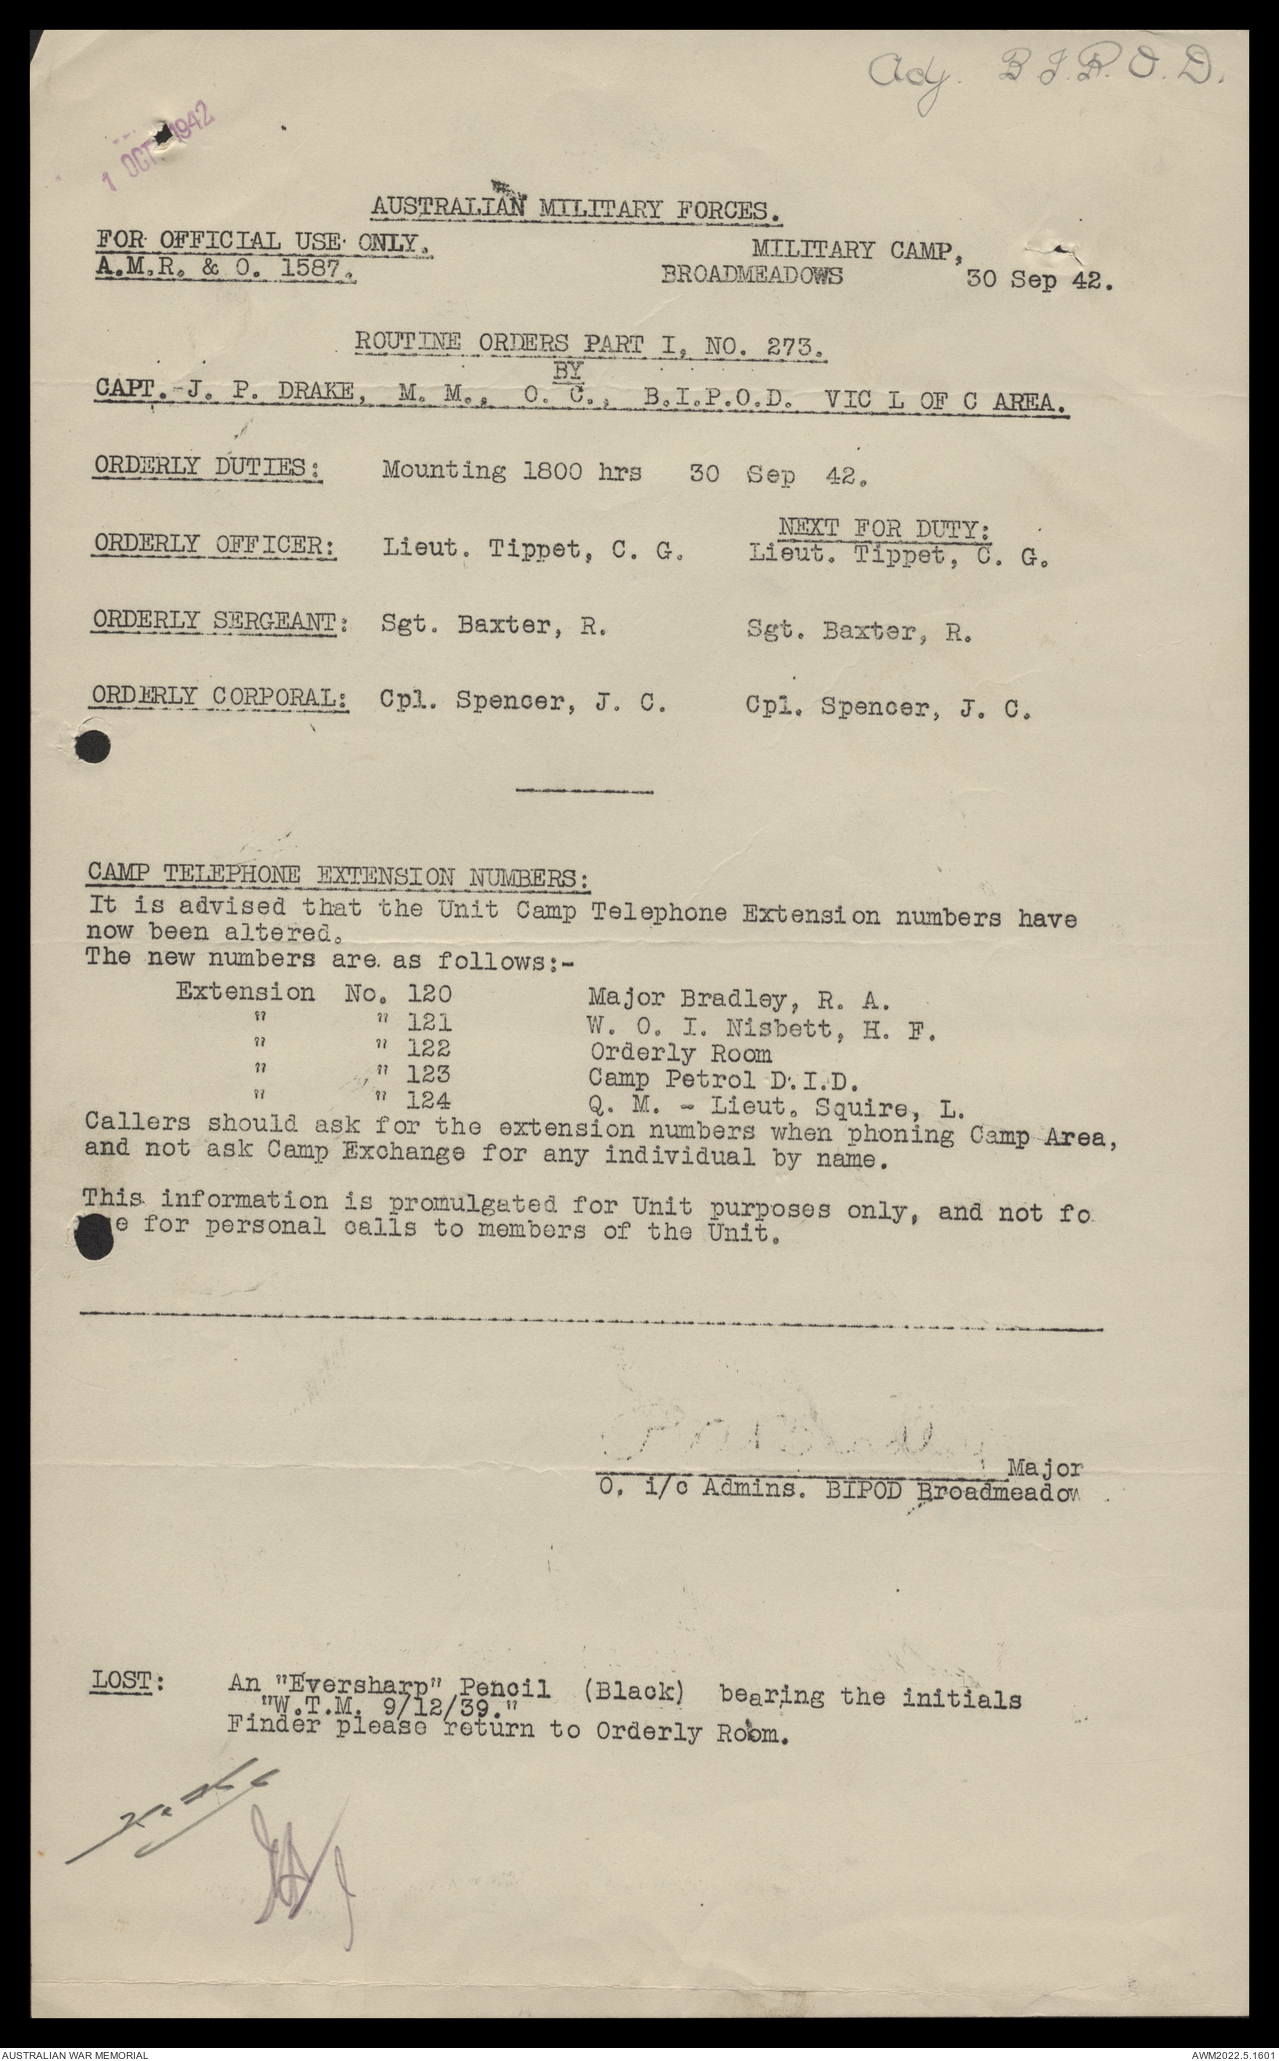 Adj. B.I.P.O.D.
1 OCT 1942
AUSTRALIAN MILITARY FORCES.
FOR OFFICIAL USE ONLY.
MILITARY CAMP,
A.M.R. & O. 1587.
BROADMEADOWS 30 Sep 42.
ROUTINE ORDERS PART I, NO. 273.
BY
CAPT. J. P. DRAKE, M. M., O. C., B.I.P.O.D. VIC L OF C AREA.
ORDERLY DUTIES: Mounting 1800 hrs 30 Sep 42.
NEXT FOR DUTY:
ORDERLY OFFICER: Lieut. Tippet, C. G. Lieut. Tippet, C. G.
ORDERLY SERGEANT: Sgt. Baxter, R. Sgt. Baxter, R.
ORDERLY CORPORAL: Cpl. Spencer, J. C. Cpl. Spencer, J. C.
CAMP TELEPHONE EXTENSION NUMBERS:
It is advised that the Unit Camp Telephone Extension numbers have
now been altered.
The new numbers are as follows:-
Extension No. 120 Major Bradley, R. A.
" " 121 W. O. I. Nisbett, H. F.
" " 122 Orderly Room
" " 123 Camp Petrol D.I.D.
" " 124 Q. M. - Lieut. Squire, L.
Callers should ask for the extension numbers when phoning Camp Area,
and not ask Camp Exchange for any individual by name.
This information is promulgated for Unit purposes only, and not fo
e for personal calls to members of the Unit.
Major
O. i/c Admins. BIPOD Broadmeadow
LOST: An "Eversharp" Pencil (Black) bearing the initials
"W.T.M. 9/12/39."
Finder please return to Orderly Room.
AUSTRALIAN WAR MEMORIAL
AWM2022.5.1601